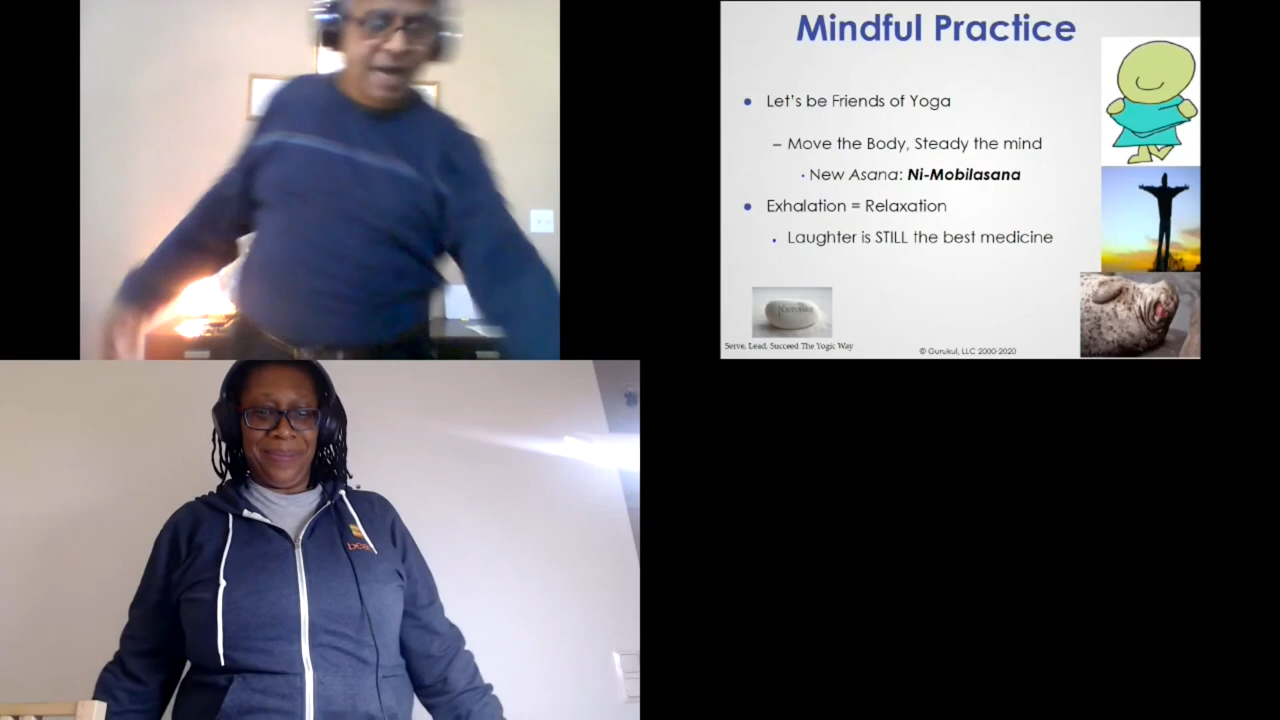 Mindful Practice
Let's be Friends of Yoga
– Move the Body, Steady the mind
New Asana: Ni-Mobilasana
Exhalation = Relaxation
Laughter is STILL the best medicine
Serve, Lead, Succeed The Yogic Way
© Gurukul, LLC 2000-2020